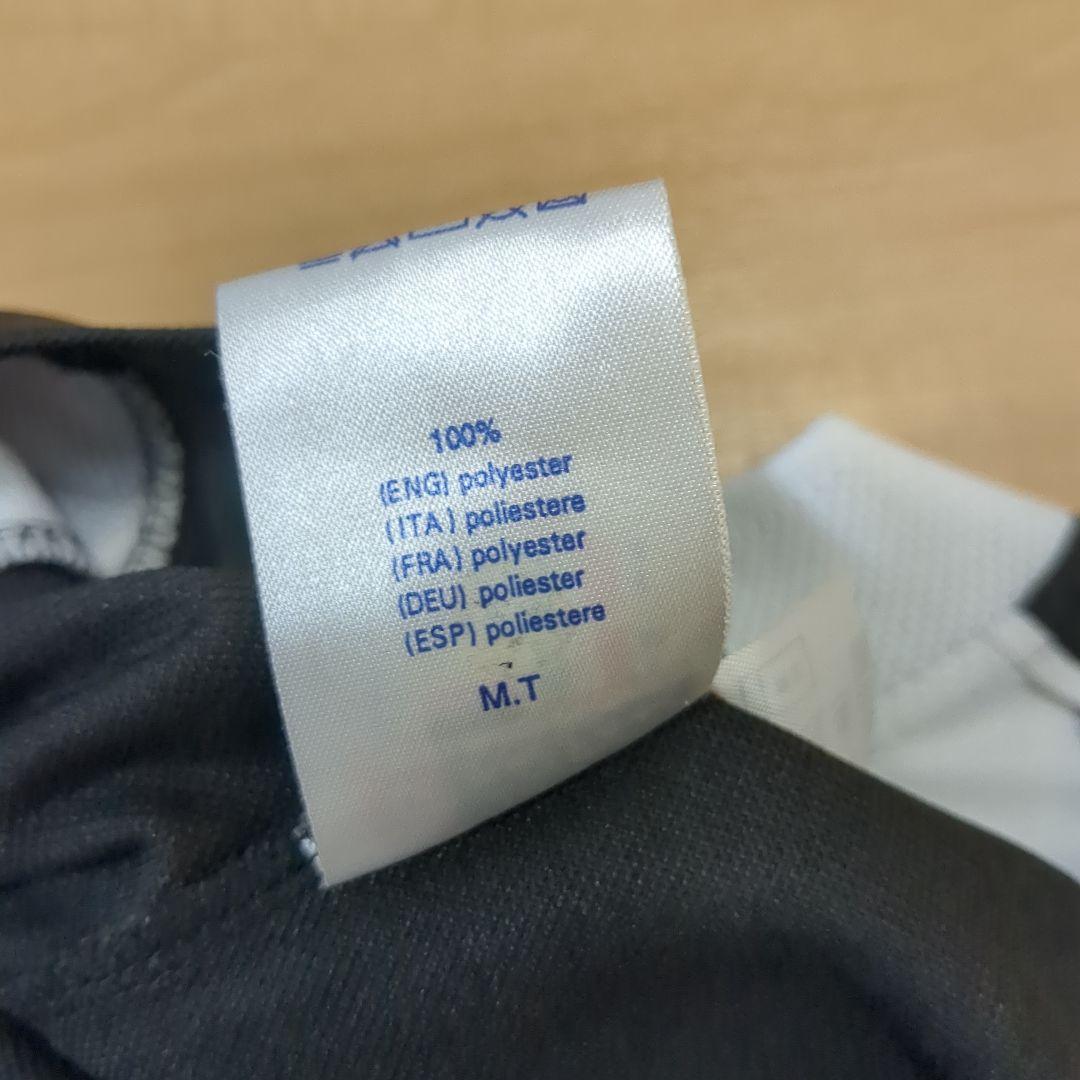 100%
(ENG) polyester
(ITA) poliestere
(FRA) polyester
(DEU) poliester
(ESP) poliestere
M.T